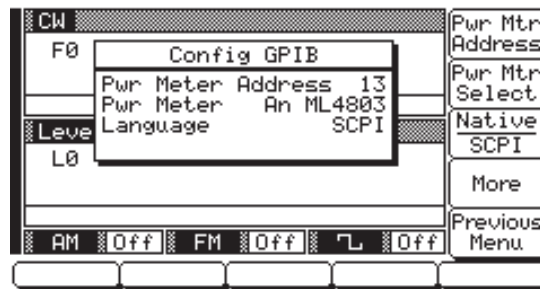 CW
F0
Config GPIB
Pwr Meter Address 13
Pwr Meter An ML4803
Language SCPI
Leve
L0
AM Off FM Off Off
Pwr Mtr
Address
Pwr Mtr
Select
Native
SCPI
More
Previous
Menu